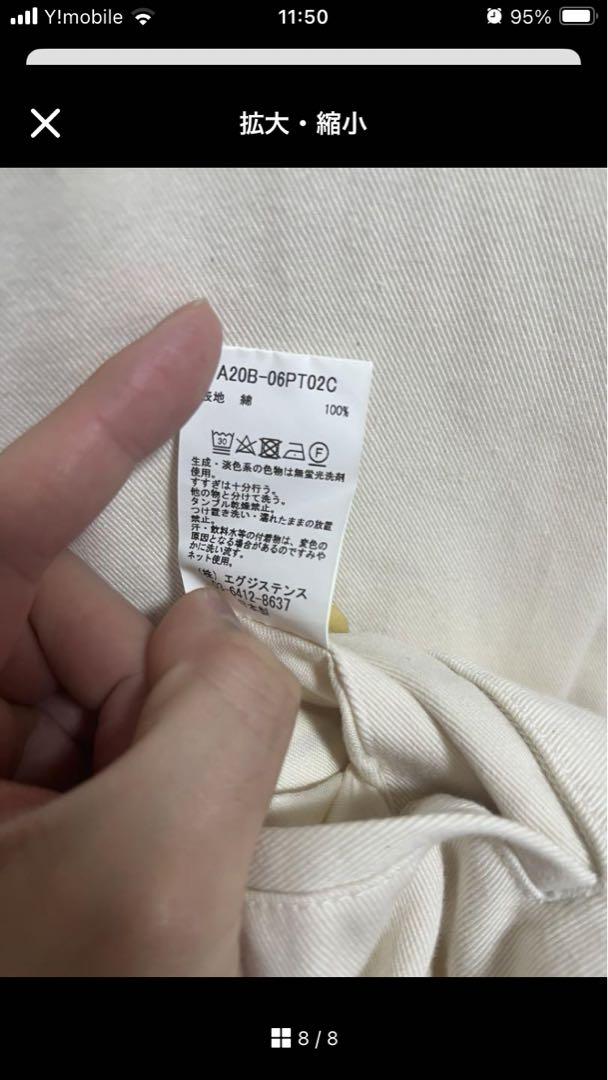 Y!mobile
11:50
95%
拡大・縮小
A20B-06PT02C
地 綿
100%
30
F
生成・淡色系の色物は無蛍光洗剤
使用。
すすぎは十分行う。
他の物と分けて洗う。
タンブル乾燥禁止。
つけ置き洗い・濡れたままの放置
禁止。
汗・飲料水等の付着物は、変色の
原因となる場合があるのですみや
かに洗い流す。
ネット使用。
(株) エグジステンス
-6412-8637
本製
8 / 8